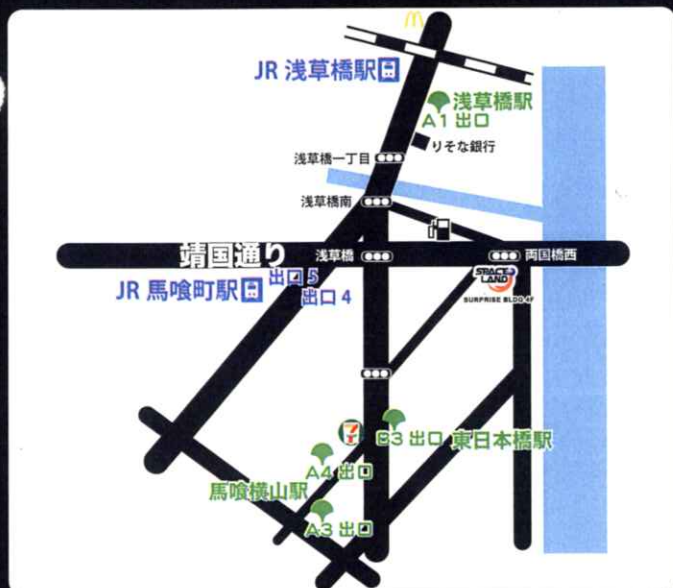 JR 浅草橋駅
浅草橋駅
A1 出口
りそな銀行
浅草橋一丁目
浅草橋南
靖国通り
浅草橋
両国橋西
JR 馬喰町駅
出口 5
出口 4
SPACE LAND
SURPRISE BLDG 4F
7
B3 出口
東日本橋駅
A4 出口
馬喰横山駅
A3 出口